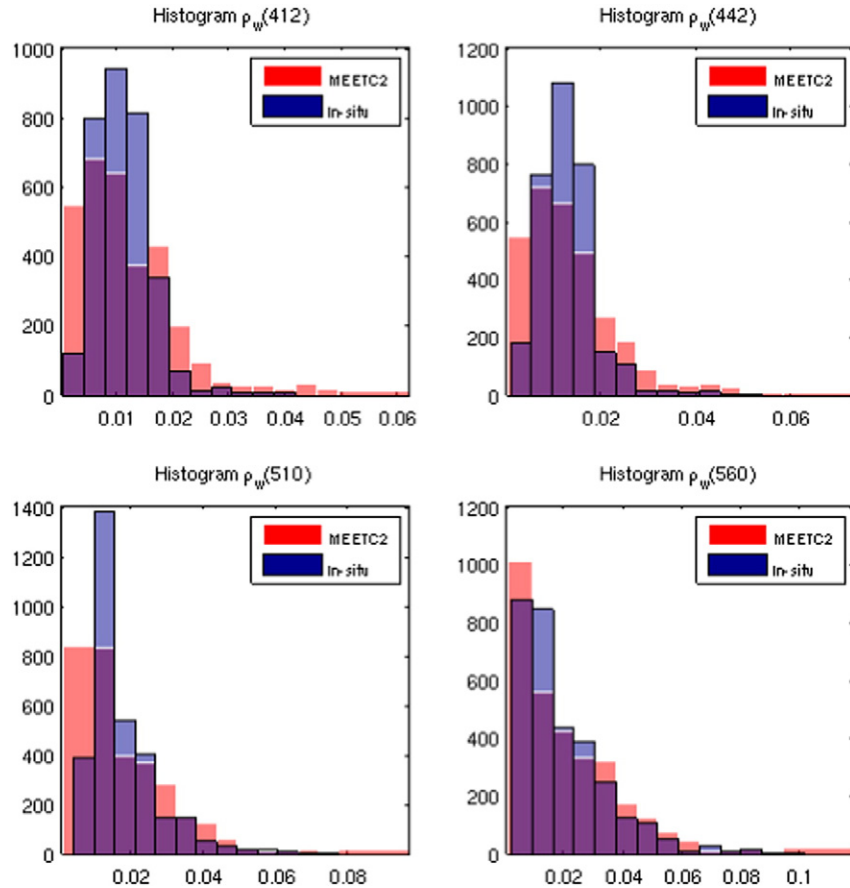 Histogram ρw(412)
1000
800
600
400
200
0
0.01 0.02 0.03 0.04 0.05 0.06
MEETC2
In-situ
Histogram ρw(442)
1200
1000
800
600
400
200
0
0.02 0.04 0.06
MEETC2
In-situ
Histogram ρw(510)
1400
1200
1000
800
600
400
200
0
0.02 0.04 0.06 0.08
MEETC2
In-situ
Histogram ρw(560)
1200
1000
800
600
400
200
0
0.02 0.04 0.06 0.08 0.1
MEETC2
In-situ